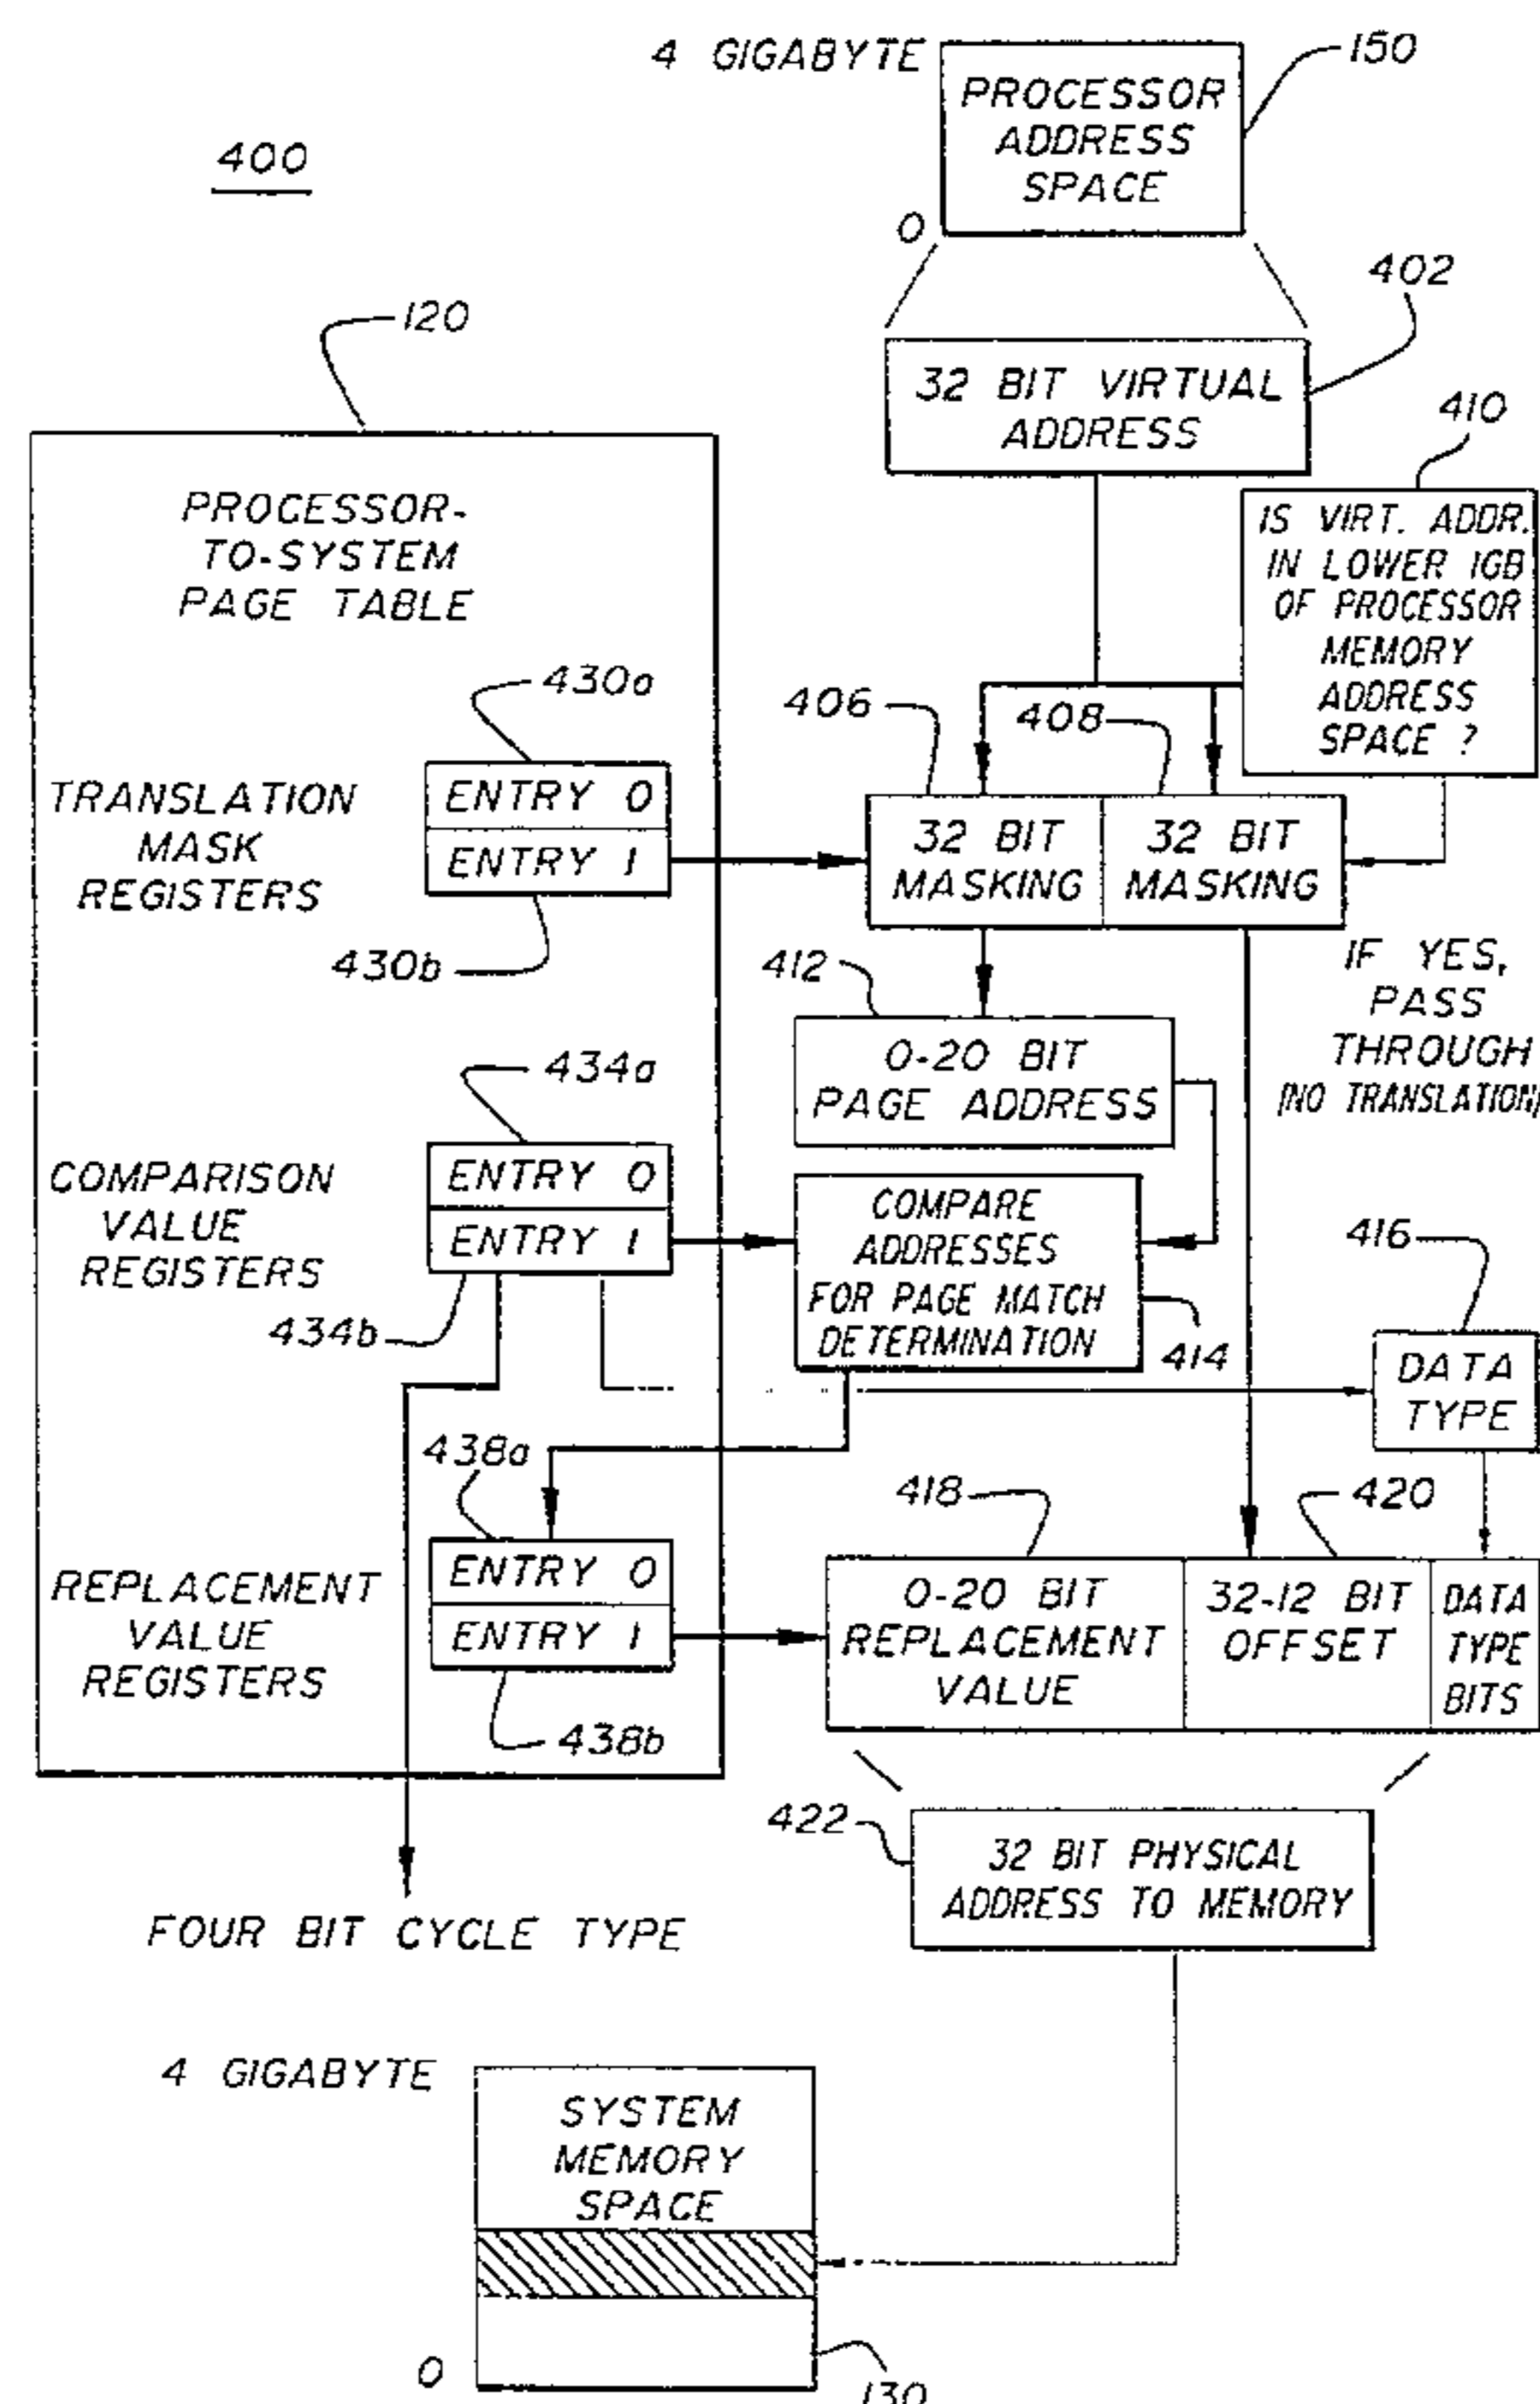 4 GIGABYTE
150
PROCESSOR
ADDRESS
SPACE
0
400
402
32 BIT VIRTUAL
ADDRESS
120
410
IS VIRT. ADDR.
IN LOWER 1GB
OF PROCESSOR
MEMORY
ADDRESS
SPACE ?
PROCESSOR-
TO-SYSTEM
PAGE TABLE
430a
406
408
TRANSLATION
MASK
REGISTERS
ENTRY 0
ENTRY 1
430b
32 BIT
MASKING
32 BIT
MASKING
IF YES,
PASS
THROUGH
(NO TRANSLATION)
412
0-20 BIT
PAGE ADDRESS
434a
COMPARISON
VALUE
REGISTERS
ENTRY 0
ENTRY 1
434b
COMPARE
ADDRESSES
FOR PAGE MATCH
DETERMINATION
414
416
DATA
TYPE
438a
REPLACEMENT
VALUE
REGISTERS
ENTRY 0
ENTRY 1
438b
418
420
0-20 BIT
REPLACEMENT
VALUE
32-12 BIT
OFFSET
DATA
TYPE
BITS
422
32 BIT PHYSICAL
ADDRESS TO MEMORY
FOUR BIT CYCLE TYPE
4 GIGABYTE
SYSTEM
MEMORY
SPACE
0
130